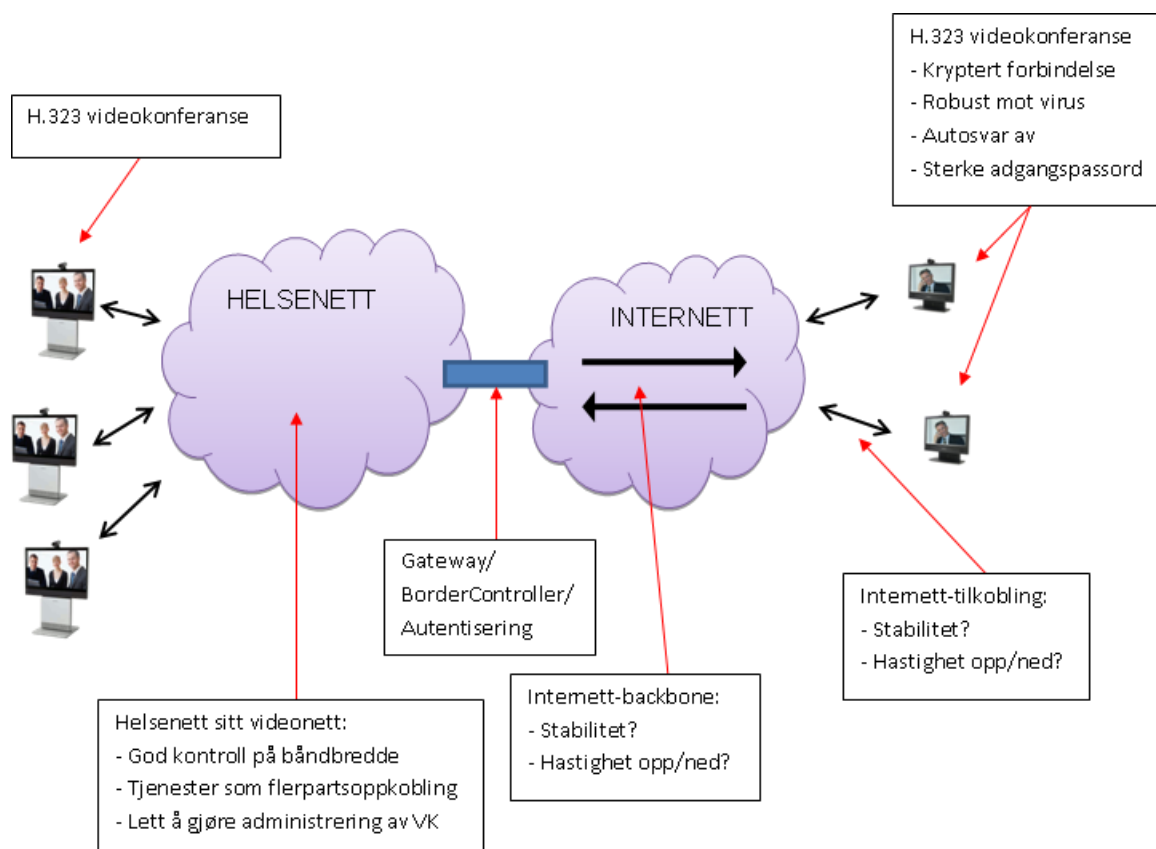 H.323 videokonferanse
H.323 videokonferanse
- Kryptert forbindelse
- Robust mot virus
- Autosvar av
- Sterke adgangspassord
HELSENETT
INTERNETT
Gateway/
BorderController/
Autentisering
Internett-tilkobling:
- Stabilitet?
- Hastighet opp/ned?
Helsenett sitt videonett:
- God kontroll på båndbredde
- Tjenester som flerpartsoppkobling
- Lett å gjøre administrering av VK
Internett-backbone:
- Stabilitet?
- Hastighet opp/ned?